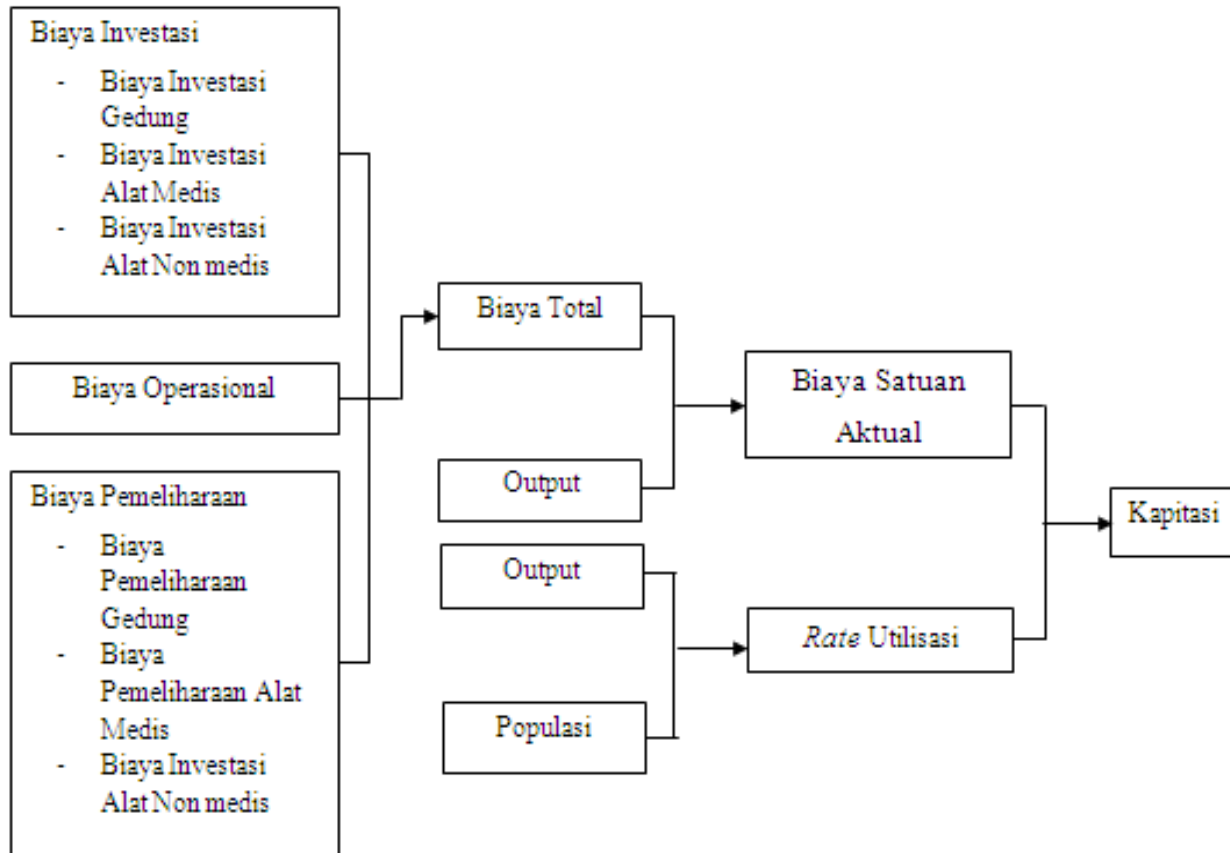 Biaya Investasi
- Biaya Investasi
Gedung
- Biaya Investasi
Alat Medis
- Biaya Investasi
Alat Non medis
Biaya Operasional
Biaya Pemeliharaan
- Biaya
Pemeliharaan
Gedung
- Biaya
Pemeliharaan Alat
Medis
- Biaya Investasi
Alat Non medis
Biaya Total
Output
Output
Populasi
Biaya Satuan
Aktual
Rate Utilisasi
Kapitasi